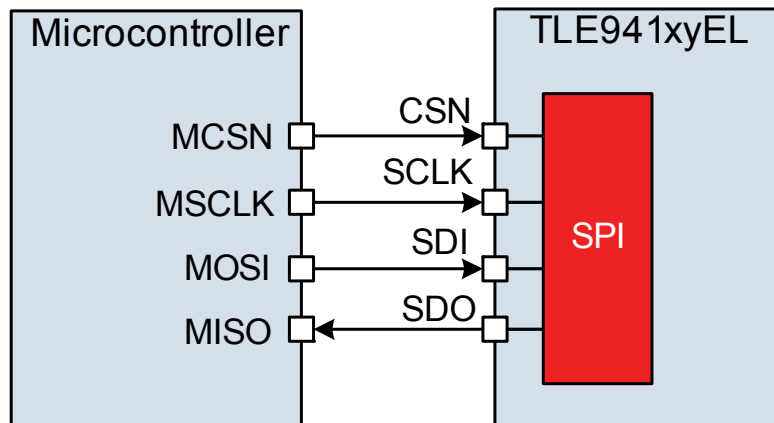 Microcontroller
TLE941xyEL
MCSN
CSN
MSCLK
SCLK
MOSI
SDI
MISO
SDO
SPI